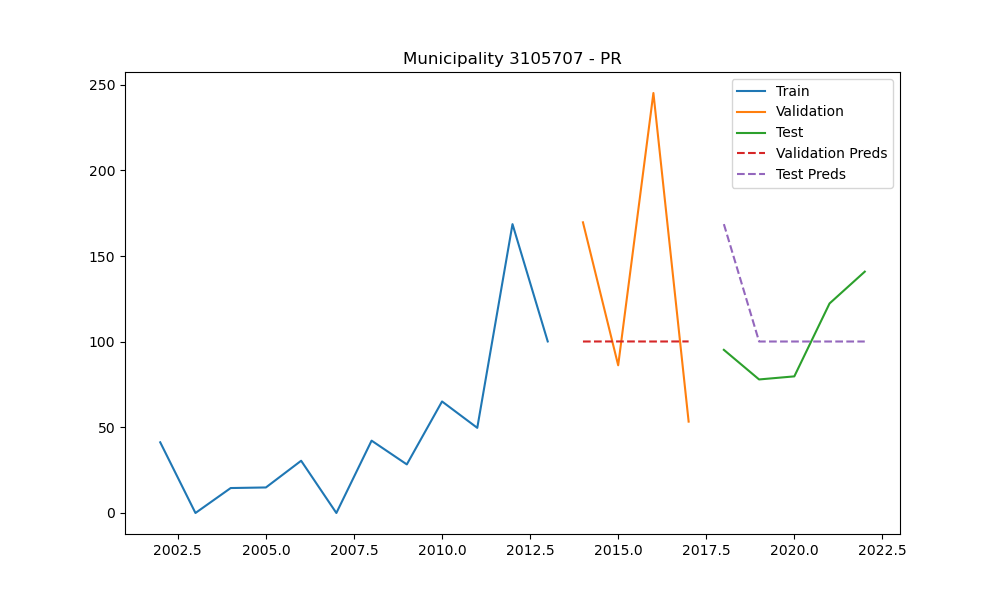 Municipality 3105707 - PR
250
200
150
100
50
0
Train
Validation
Test
Validation Preds
Test Preds
2002.5 2005.0 2007.5 2010.0 2012.5 2015.0 2017.5 2020.0 2022.5